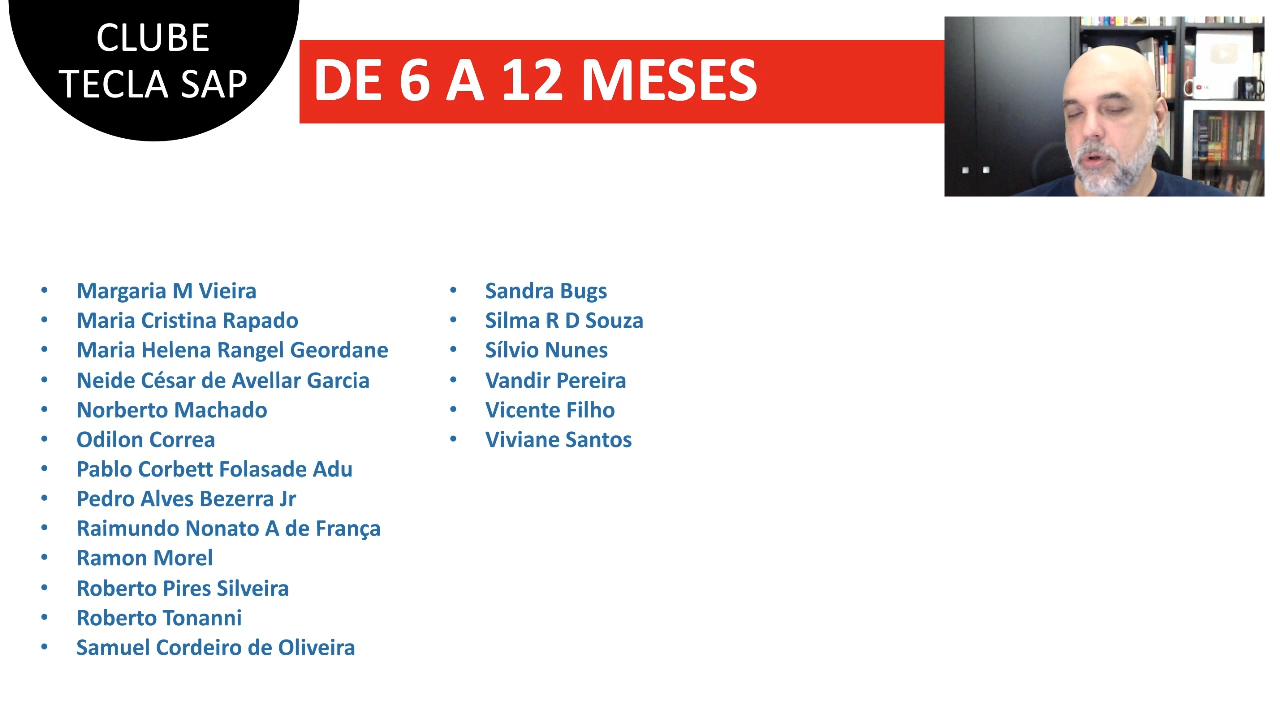 CLUBE
TECLA SAP
DE 6 A 12 MESES
• Margaria M Vieira
• Maria Cristina Rapado
• Maria Helena Rangel Geordane
• Neide César de Avellar Garcia
• Norberto Machado
• Odilon Correa
• Pablo Corbett Folasade Adu
• Pedro Alves Bezerra Jr
• Raimundo Nonato A de França
• Ramon Morel
• Roberto Pires Silveira
• Roberto Tonanni
• Samuel Cordeiro de Oliveira
• Sandra Bugs
• Silma R D Souza
• Sílvio Nunes
• Vandir Pereira
• Vicente Filho
• Viviane Santos